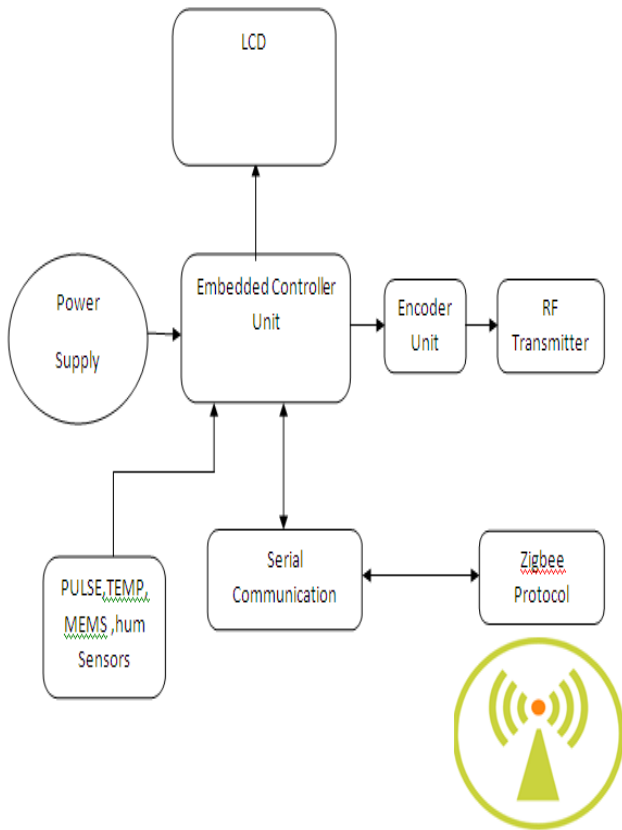 LCD
Power
Supply
Embedded Controller
Unit
Encoder
Unit
RF
Transmitter
PULSE,TEMP,
MEMS ,hum
Sensors
Serial
Communication
Zigbee
Protocol